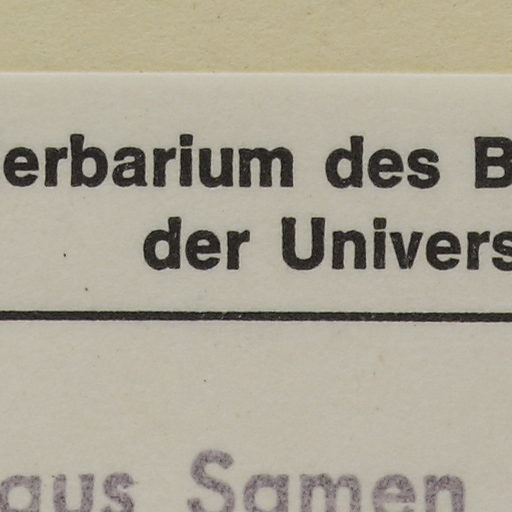 erbarium des B
der Univers
aus Samen